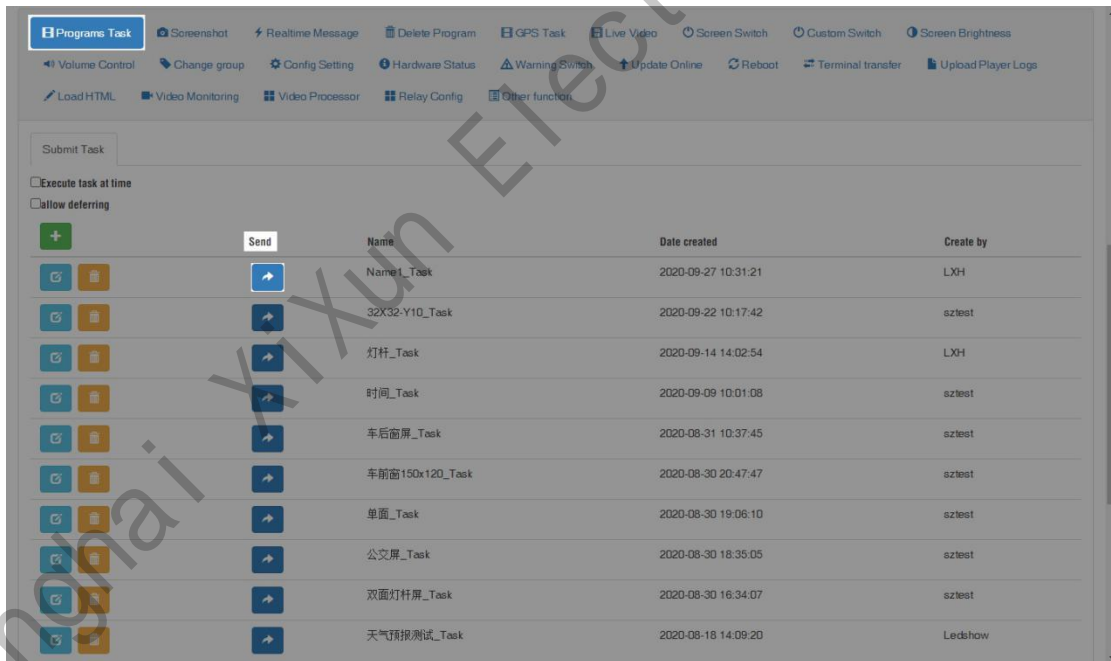 Programs Task Screenshot Realtime Message Delete Program GPS Task Live Video Screen Switch Custom Switch Screen Brightness
Volume Control Change group Config Setting Hardware Status Warning Switch Update Online Reboot Terminal transfer Upload Player Logs
Load HTML Video Monitoring Video Processor Relay Config Other function
Submit Task
Execute task at time
allow deferring
Send Name Date created Create by
Name1_Task 2020-09-27 10:31:21 LXH
32X32-Y10_Task 2020-09-22 10:17:42 sztest
灯杆_Task 2020-09-14 14:02:54 LXH
时间_Task 2020-09-09 10:01:08 sztest
车后窗屏_Task 2020-08-31 10:37:45 sztest
车前窗150x120_Task 2020-08-30 20:47:47 sztest
单面_Task 2020-08-30 19:06:10 sztest
公交屏_Task 2020-08-30 18:35:05 sztest
双面灯杆屏_Task 2020-08-30 16:34:07 sztest
天气预报测试_Task 2020-08-18 14:09:20 Ledshow
nghai XiXun Elect